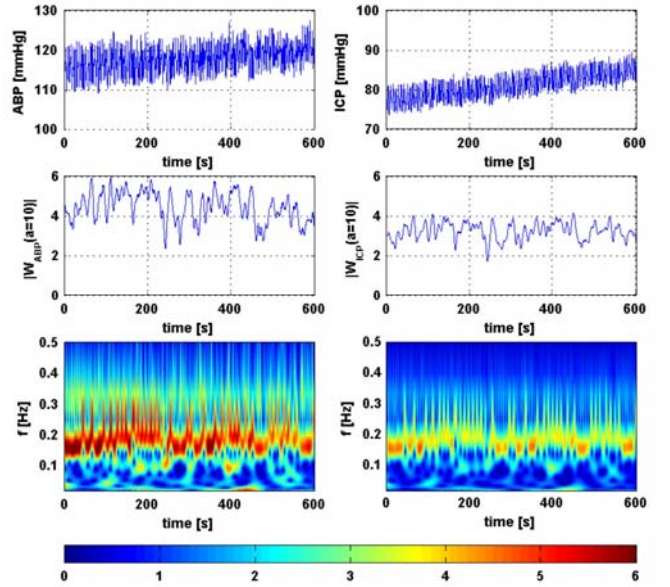 130
120
110
100
ABP [mmHg]
0 200 400 600
time [s]
100
90
80
70
ICP [mmHg]
0 200 400 600
time [s]
6
4
2
0
|W_ABP(a=10)|
0 200 400 600
time [s]
6
4
2
0
|W_ICP(a=10)|
0 200 400 600
time [s]
0.5
0.4
0.3
0.2
0.1
f [Hz]
0 200 400 600
time [s]
0.5
0.4
0.3
0.2
0.1
f [Hz]
0 200 400 600
time [s]
0 1 2 3 4 5 6